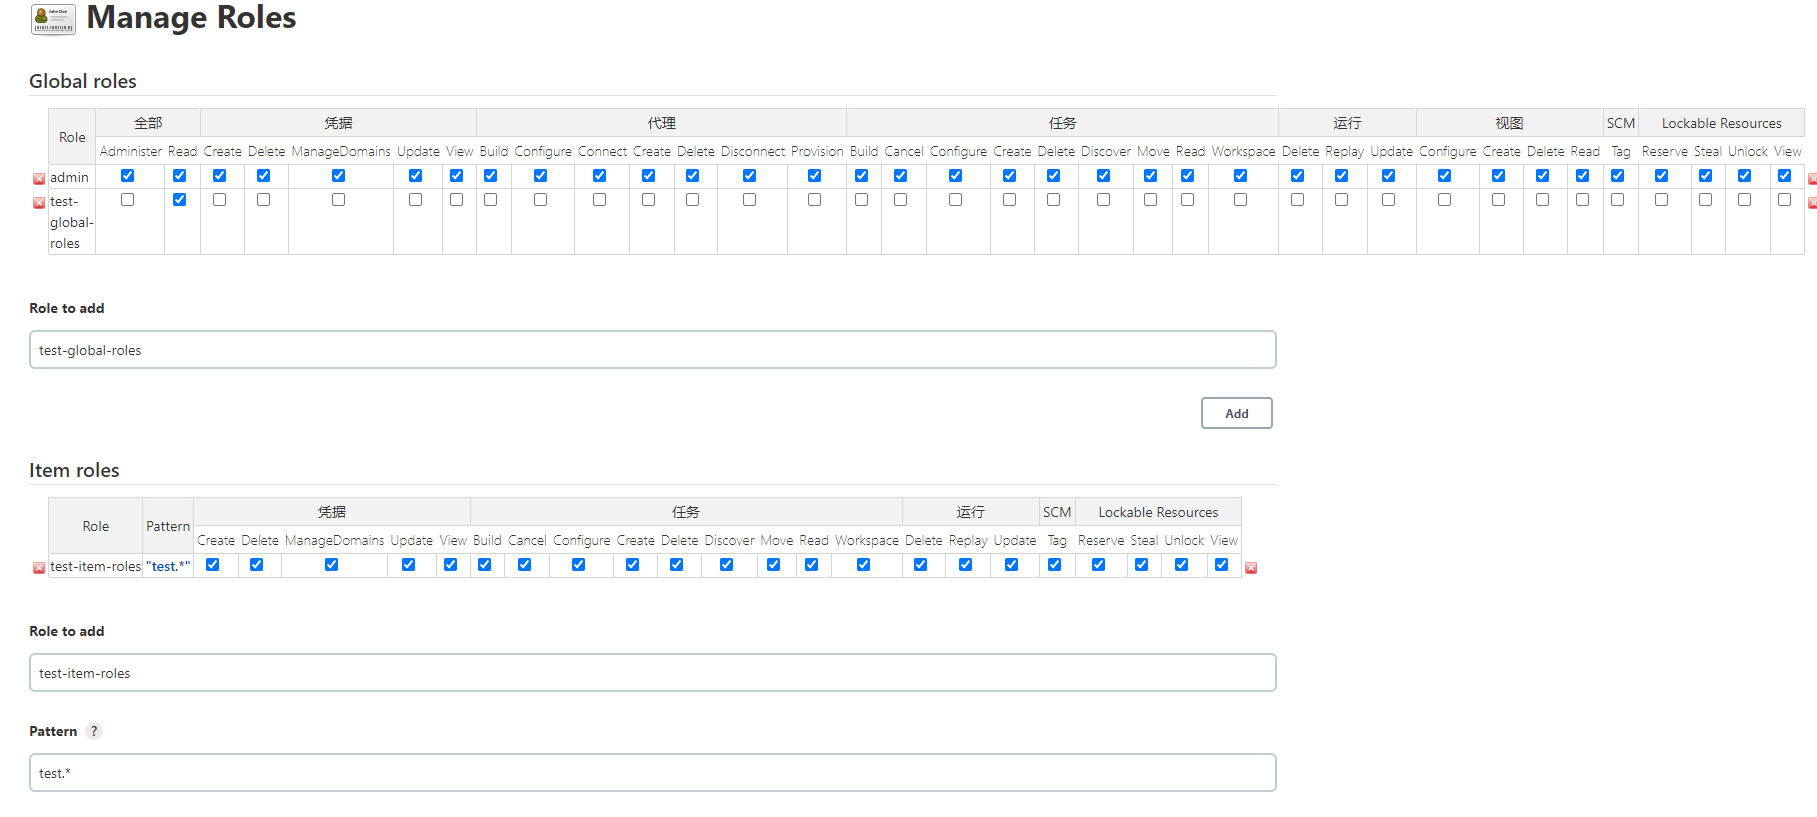 John Doe
Manage Roles
Global roles
Role 全部 凭据 代理 任务 运行 视图 SCM Lockable Resources
Administer Read Create Delete ManageDomains Update View Build Configure Connect Create Delete Disconnect Provision Build Cancel Configure Create Delete Discover Move Read Workspace Delete Replay Update Configure Create Delete Read Tag Reserve Steal Unlock View
admin
test-
global-
roles
Role to add
test-global-roles
Add
Item roles
Role Pattern 凭据 任务 运行 SCM Lockable Resources
Create Delete ManageDomains Update View Build Cancel Configure Create Delete Discover Move Read Workspace Delete Replay Update Tag Reserve Steal Unlock View
test-item-roles "test.*"
Role to add
test-item-roles
Pattern ?
test.*